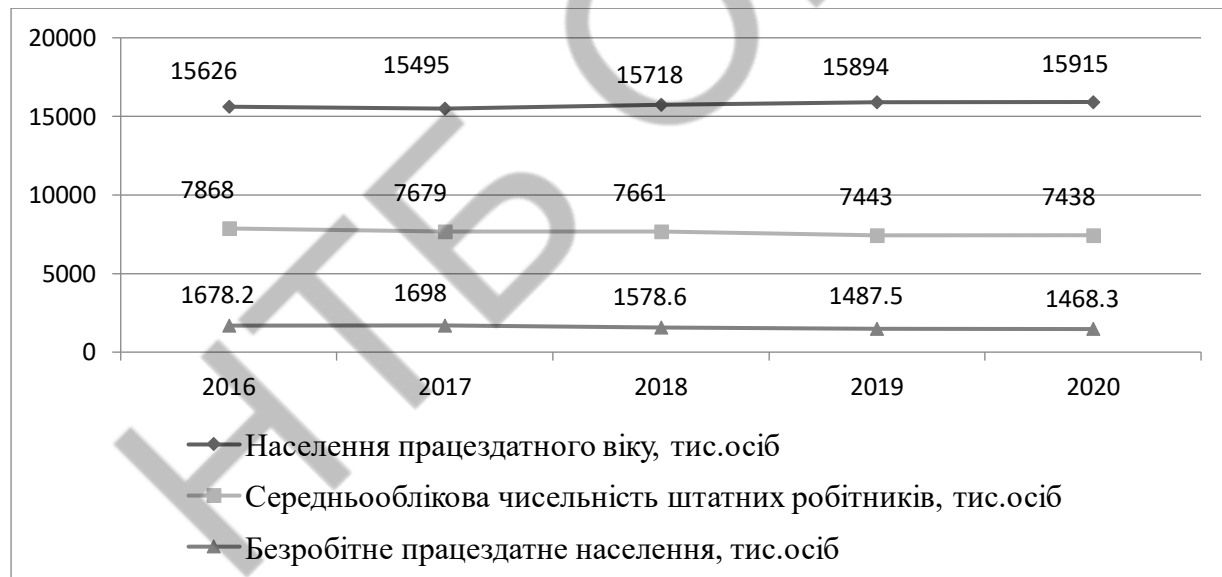 20000
15626 15495 15718 15894 15915
15000
10000
7868 7679 7661 7443 7438
5000
1678.2 1698 1578.6 1487.5 1468.3
0
2016 2017 2018 2019 2020
Населення працездатного віку, тис.осіб
Середньооблікова чисельність штатних робітників, тис.осіб
Безробітне працездатне населення, тис.осіб
НТБ